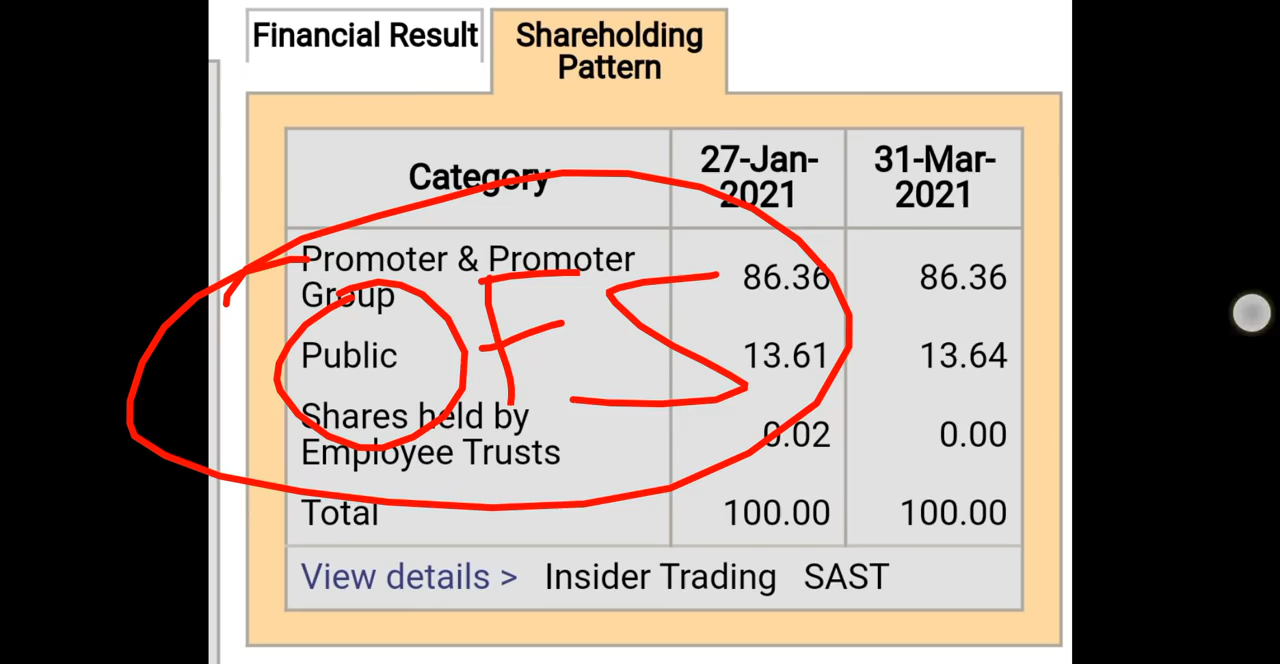 Financial Result
Shareholding
Pattern
Category 27-Jan- 31-Mar-
2021 2021
Promoter & Promoter
Group 86.36 86.36
Public 13.61 13.64
Shares held by
Employee Trusts 0.02 0.00
Total 100.00 100.00
View details > Insider Trading SAST
FS